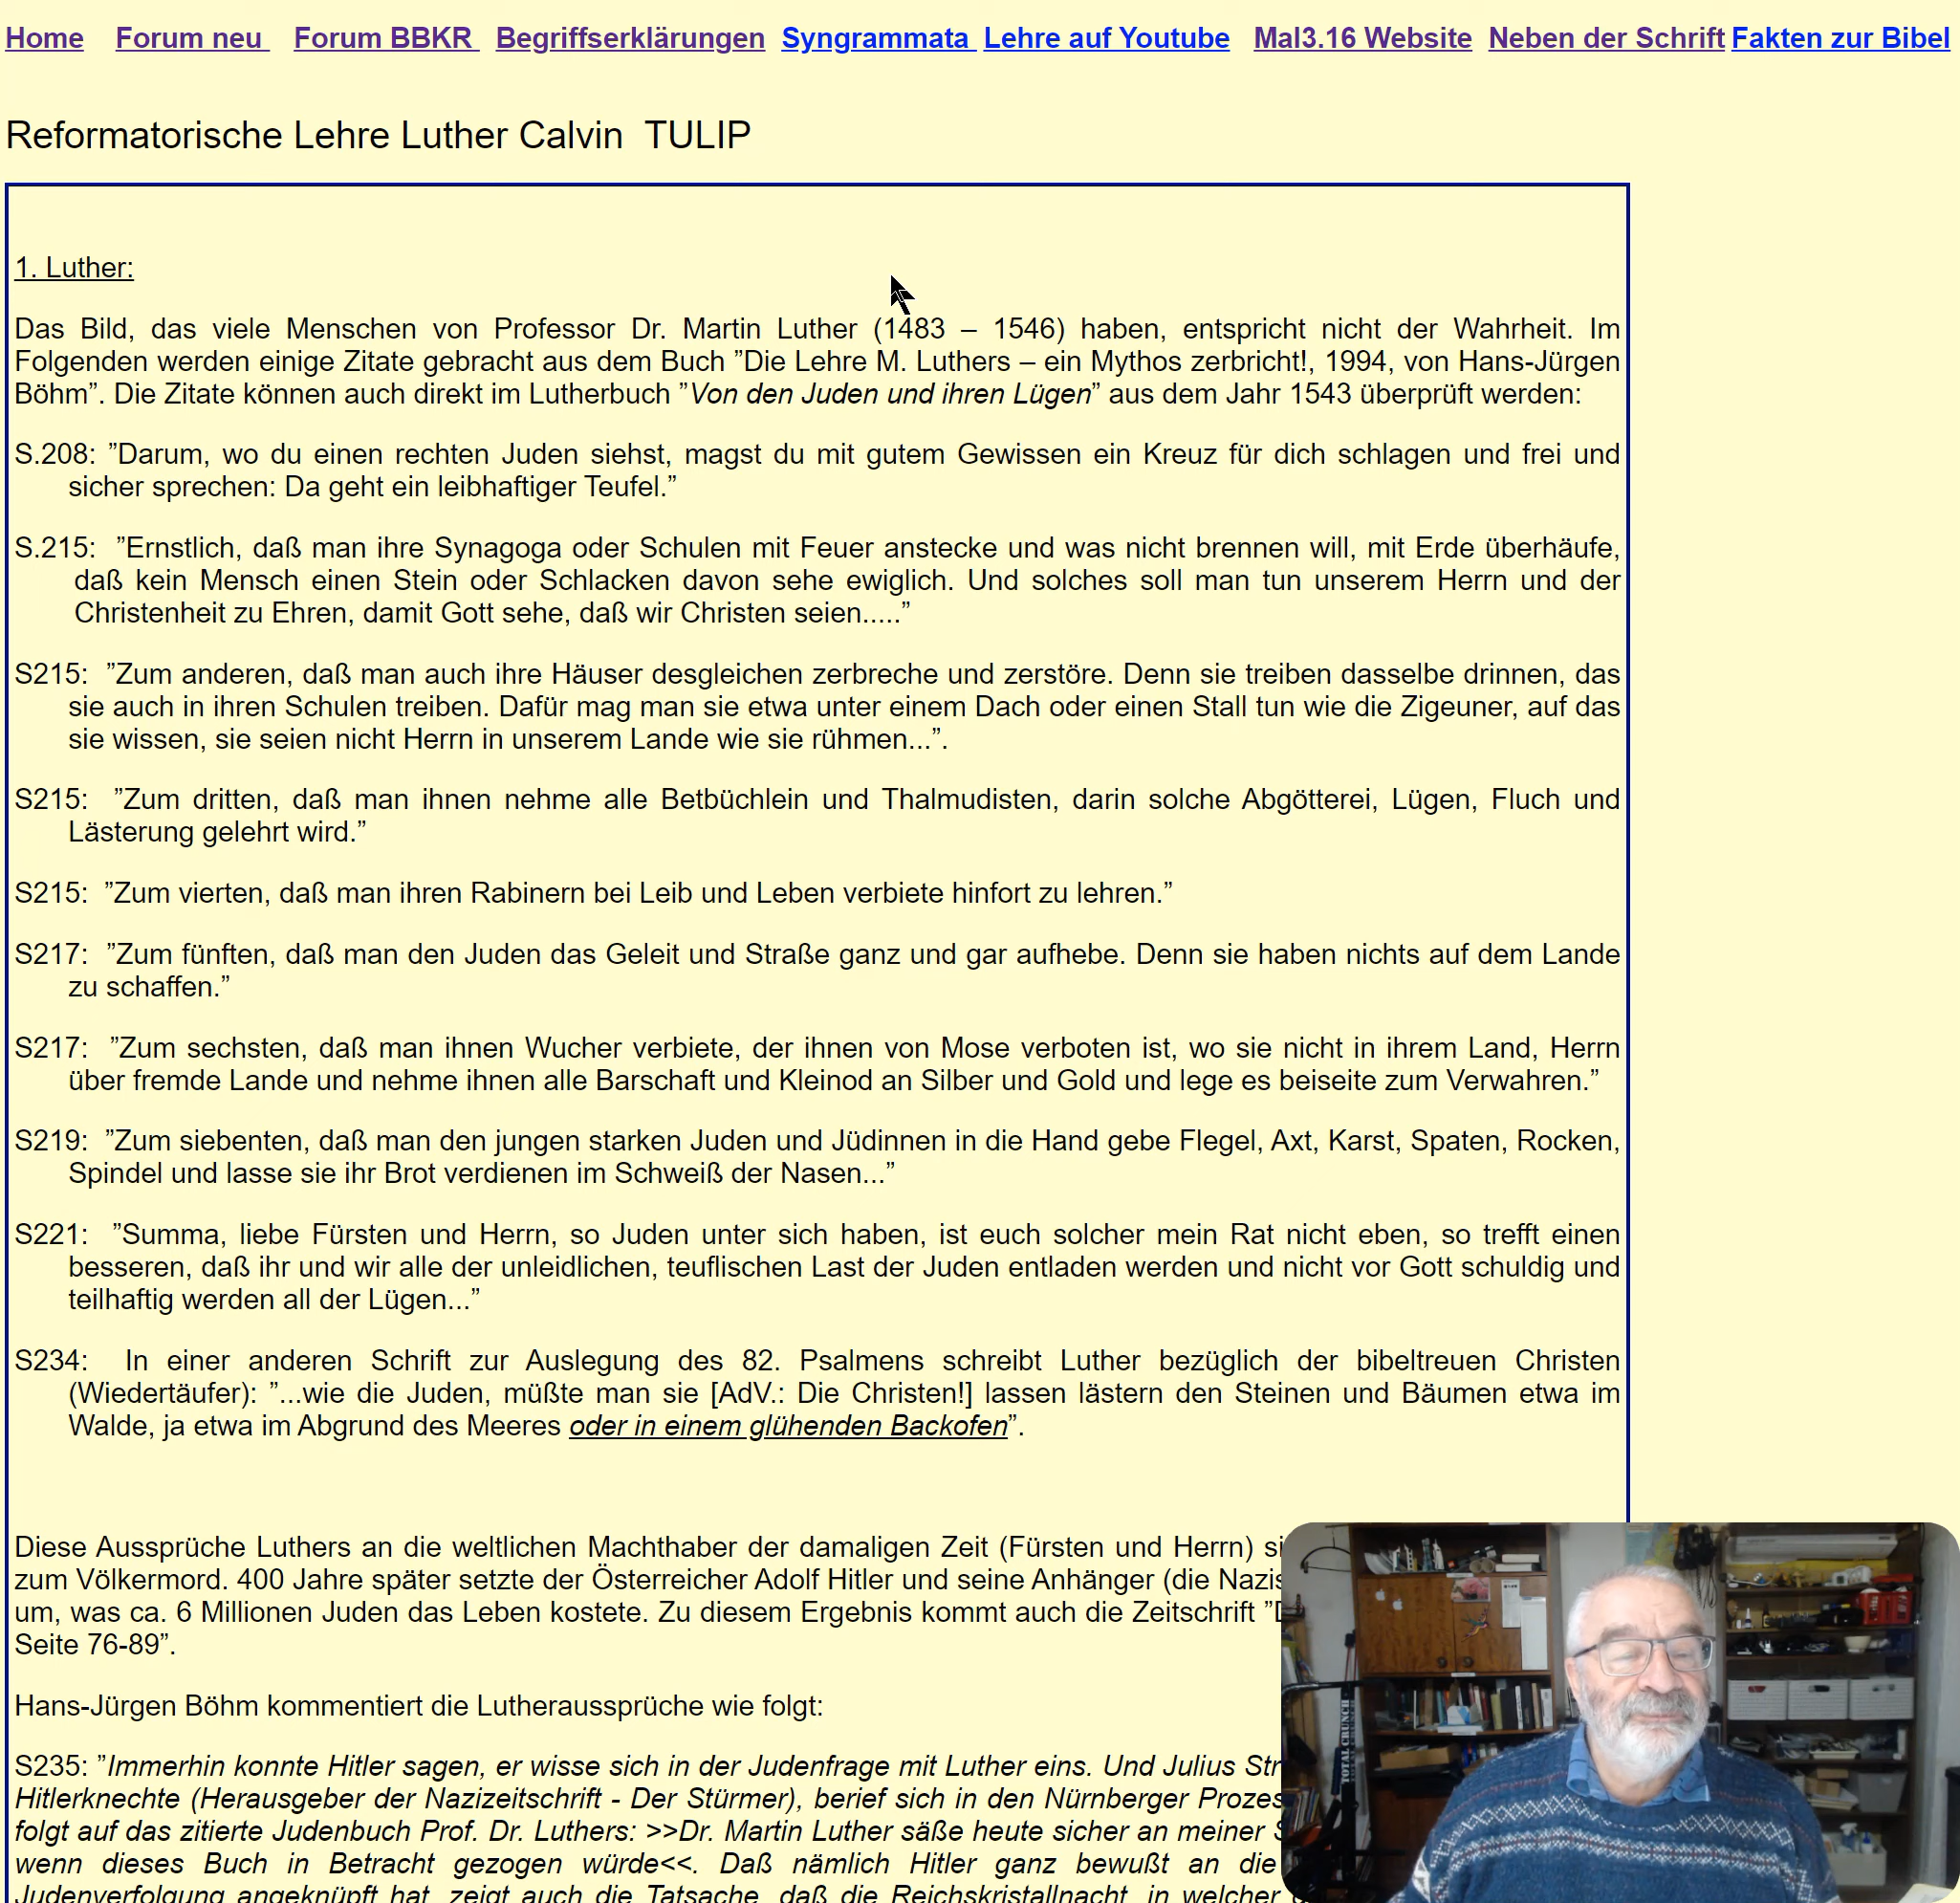 Home Forum neu Forum BBKR Begriffserklärungen Syngrammata Lehre auf Youtube Mal3.16 Website Neben der Schrift Fakten zur Bibel
Reformatorische Lehre Luther Calvin TULIP
1. Luther:
Das Bild, das viele Menschen von Professor Dr. Martin Luther (1483 – 1546) haben, entspricht nicht der Wahrheit. Im
Folgenden werden einige Zitate gebracht aus dem Buch ”Die Lehre M. Luthers – ein Mythos zerbricht!, 1994, von Hans-Jürgen
Böhm”. Die Zitate können auch direkt im Lutherbuch ”Von den Juden und ihren Lügen” aus dem Jahr 1543 überprüft werden:
S.208: ”Darum, wo du einen rechten Juden siehst, magst du mit gutem Gewissen ein Kreuz für dich schlagen und frei und
sicher sprechen: Da geht ein leibhaftiger Teufel.”
S.215: ”Ernstlich, daß man ihre Synagoga oder Schulen mit Feuer anstecke und was nicht brennen will, mit Erde überhäufe,
daß kein Mensch einen Stein oder Schlacken davon sehe ewiglich. Und solches soll man tun unserem Herrn und der
Christenheit zu Ehren, damit Gott sehe, daß wir Christen seien.....”
S215: ”Zum anderen, daß man auch ihre Häuser desgleichen zerbreche und zerstöre. Denn sie treiben dasselbe drinnen, das
sie auch in ihren Schulen treiben. Dafür mag man sie etwa unter einem Dach oder einen Stall tun wie die Zigeuner, auf das
sie wissen, sie seien nicht Herrn in unserem Lande wie sie rühmen...”.
S215: ”Zum dritten, daß man ihnen nehme alle Betbüchlein und Thalmudisten, darin solche Abgötterei, Lügen, Fluch und
Lästerung gelehrt wird.”
S215: ”Zum vierten, daß man ihren Rabinern bei Leib und Leben verbiete hinfort zu lehren.”
S217: ”Zum fünften, daß man den Juden das Geleit und Straße ganz und gar aufhebe. Denn sie haben nichts auf dem Lande
zu schaffen.”
S217: ”Zum sechsten, daß man ihnen Wucher verbiete, der ihnen von Mose verboten ist, wo sie nicht in ihrem Land, Herrn
über fremde Lande und nehme ihnen alle Barschaft und Kleinod an Silber und Gold und lege es beiseite zum Verwahren.”
S219: ”Zum siebenten, daß man den jungen starken Juden und Jüdinnen in die Hand gebe Flegel, Axt, Karst, Spaten, Rocken,
Spindel und lasse sie ihr Brot verdienen im Schweiß der Nasen...”
S221: ”Summa, liebe Fürsten und Herrn, so Juden unter sich haben, ist euch solcher mein Rat nicht eben, so trefft einen
besseren, daß ihr und wir alle der unleidlichen, teuflischen Last der Juden entladen werden und nicht vor Gott schuldig und
teilhaftig werden all der Lügen...”
S234: In einer anderen Schrift zur Auslegung des 82. Psalmens schreibt Luther bezüglich der bibeltreuen Christen
(Wiedertäufer): ”...wie die Juden, müßte man sie [AdV.: Die Christen!] lassen lästern den Steinen und Bäumen etwa im
Walde, ja etwa im Abgrund des Meeres oder in einem glühenden Backofen”.
Diese Aussprüche Luthers an die weltlichen Machthaber der damaligen Zeit (Fürsten und Herrn)
zum Völkermord. 400 Jahre später setzte der Österreicher Adolf Hitler und seine Anhänger (die
um, was ca. 6 Millionen Juden das Leben kostete. Zu diesem Ergebnis kommt auch die Zeitschrift
Seite 76-89”.
Hans-Jürgen Böhm kommentiert die Lutheraussprüche wie folgt:
S235: ”Immerhin konnte Hitler sagen, er wisse sich in der Judenfrage mit Luther eins. Und Julius
Hitlerknechte (Herausgeber der Nazizeitschrift - Der Stürmer), berief sich in den Nürnberger
folgt auf das zitierte Judenbuch Prof. Dr. Luthers: >>Dr. Martin Luther säße heute sicher an meiner
wenn dieses Buch in Betracht gezogen würde<<. Daß nämlich Hitler ganz bewußt an die
Judenverfolgung angeknüpft hat, zeigt auch die Tatsache, daß die Reichskristallnacht, in welcher
TOTAL CRUNCH